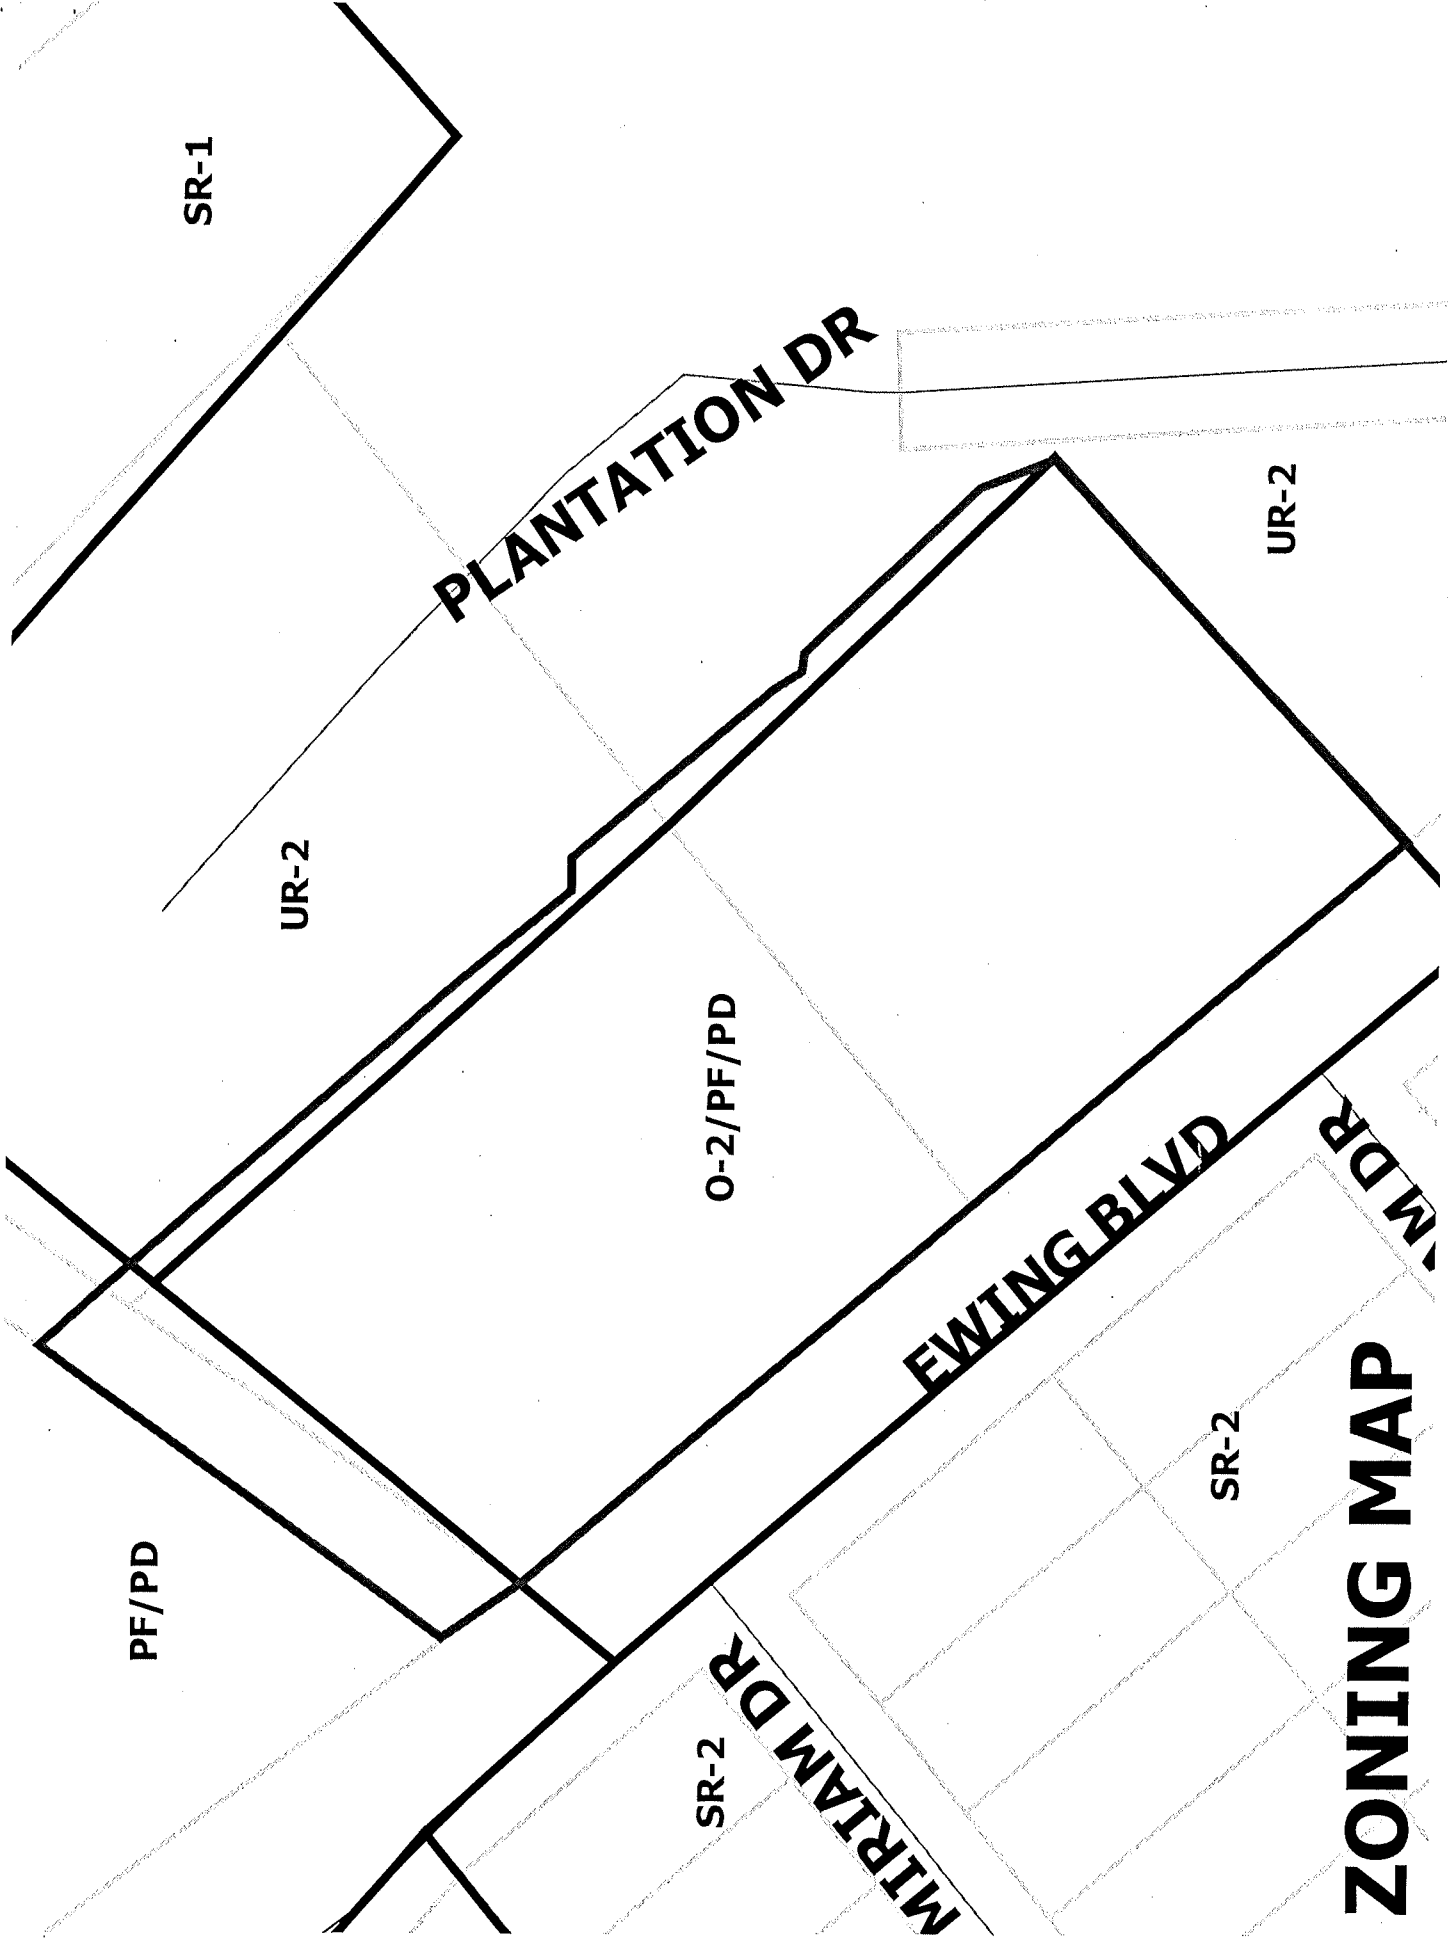 SR-1
PLANTATION DR
UR-2
UR-2
O-2/PF/PD
EWING BLVD
M DR
SR-2
PF/PD
SR-2
MIRIAM DR
ZONING MAP